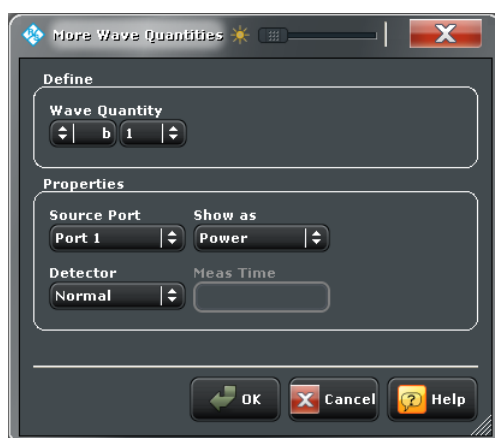 More Wave Quantities
Define
Wave Quantity
b 1
Properties
Source Port Show as
Port 1 Power
Detector Meas Time
Normal
OK Cancel Help